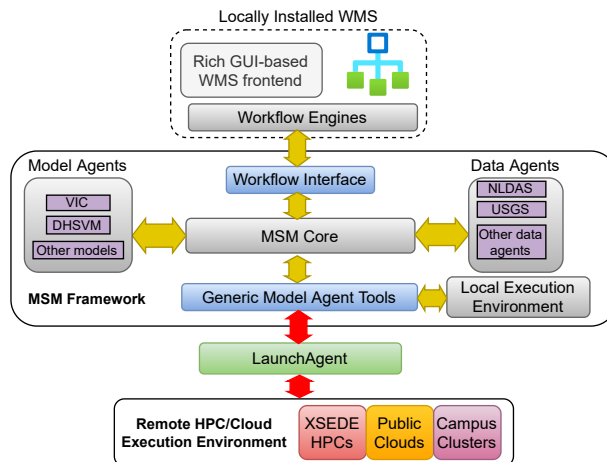 Locally Installed WMS
Rich GUI-based
WMS frontend
Workflow Engines
Model Agents
Data Agents
Workflow Interface
VIC
DHSVM
Other models
MSM Core
NLDAS
USGS
Other data
agents
MSM Framework
Generic Model Agent Tools
Local Execution
Environment
LaunchAgent
Remote HPC/Cloud
Execution Environment
XSEDE
HPCs
Public
Clouds
Campus
Clusters